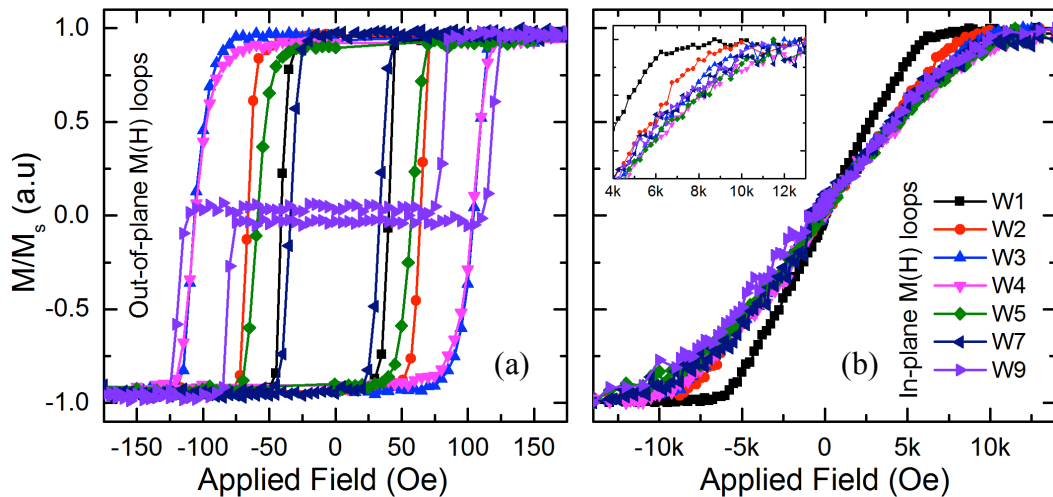 M/Mₛ (a.u)
1.0
0.5
0.0
-0.5
-1.0
Out-of-plane M(H) loops
(a)
-150 -100 -50 0 50 100 150
Applied Field (Oe)
4k 6k 8k 10k 12k
W1
W2
W3
W4
W5
W7
W9
In-plane M(H) loops
(b)
-10k -5k 0 5k 10k
Applied Field (Oe)